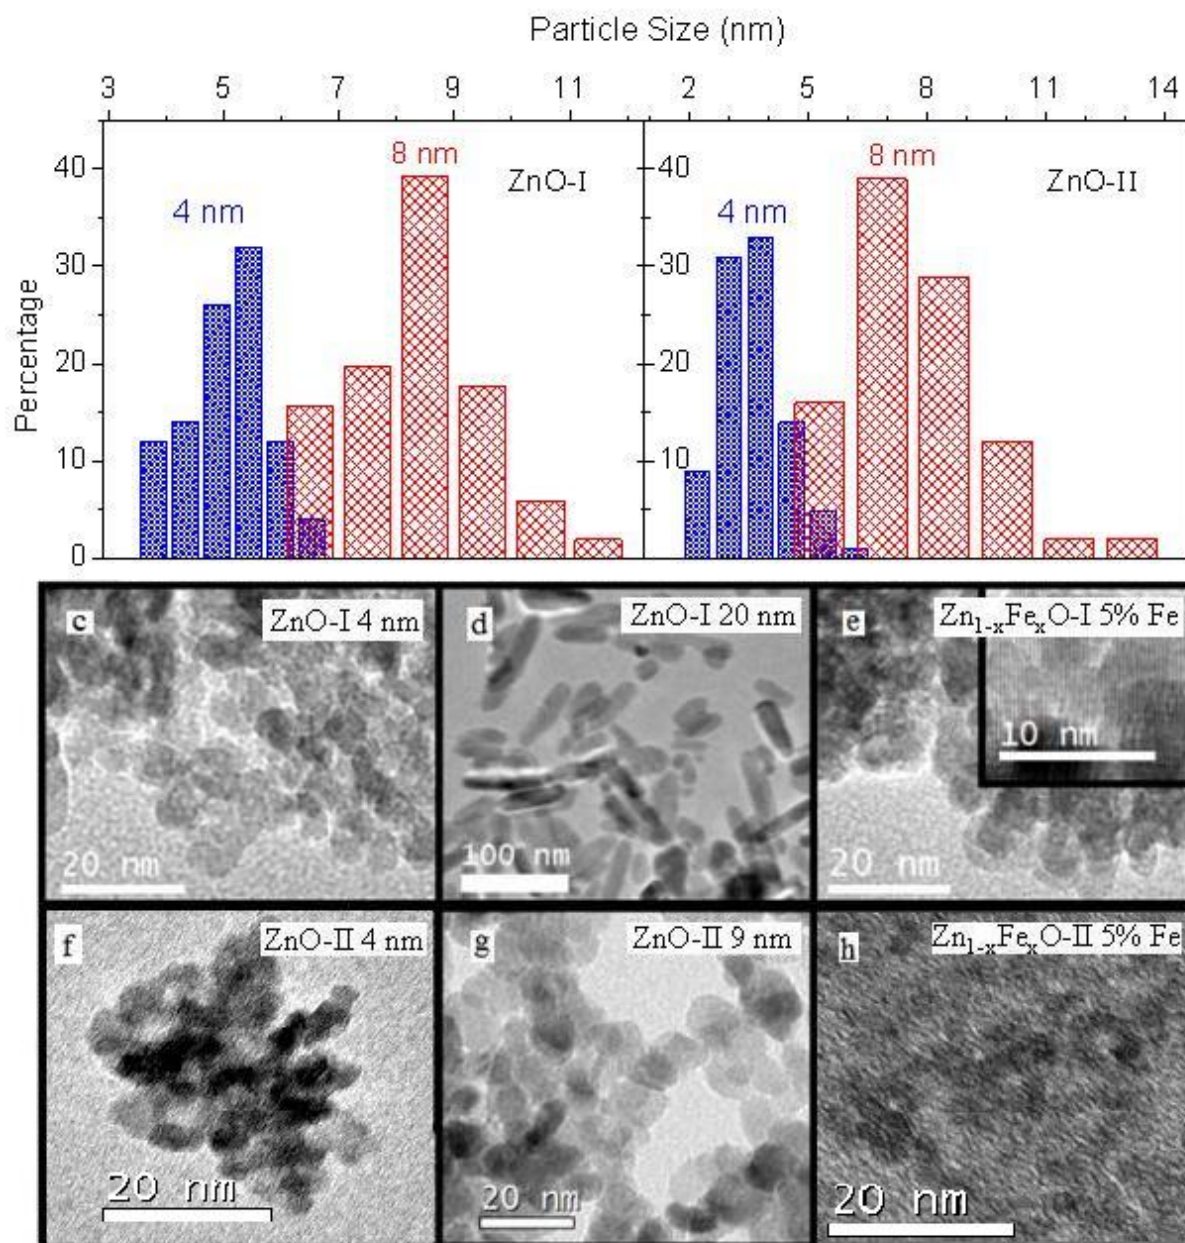 Particle Size (nm)
3 5 7 9 11 2 5 8 11 14
Percentage
40
30
20
10
0
40
30
20
10
4 nm
8 nm
ZnO-I
4 nm
8 nm
ZnO-II
c
ZnO-I 4 nm
20 nm
d
ZnO-I 20 nm
100 nm
e
Zn₁₋ₓFeₓO-I 5% Fe
10 nm
20 nm
f
ZnO-II 4 nm
20 nm
g
ZnO-II 9 nm
20 nm
h
Zn₁₋ₓFeₓO-II 5% Fe
20 nm